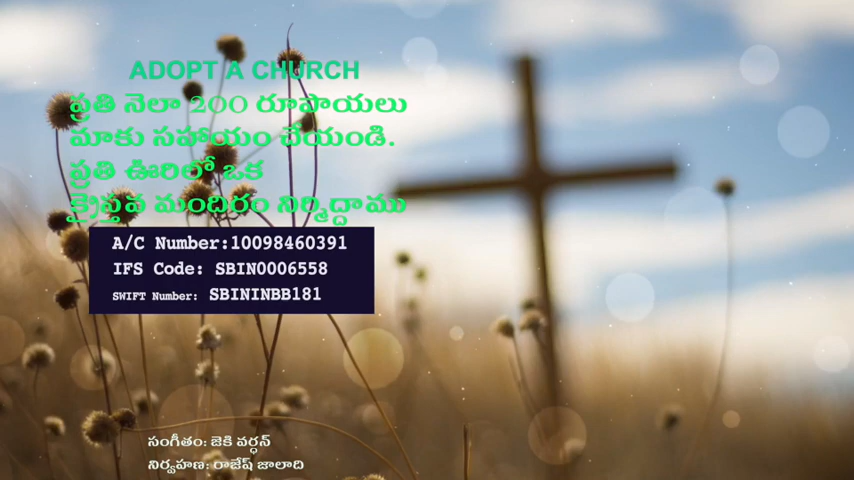 ADOPT A CHURCH
ప్రతి నెలా 200 రూపాయలు
మాకు సహాయం చేయండి.
ప్రతి ఊరిలో ఒక
క్రైస్తవ మందిరం నిర్మిద్దాము
A/C Number:10098460391
IFS Code: SBIN0006558
SWIFT Number: SBININBB181
సంగీతం: జెకి వర్ధన్
నిర్వహణ: రాజేష్ జాలాది